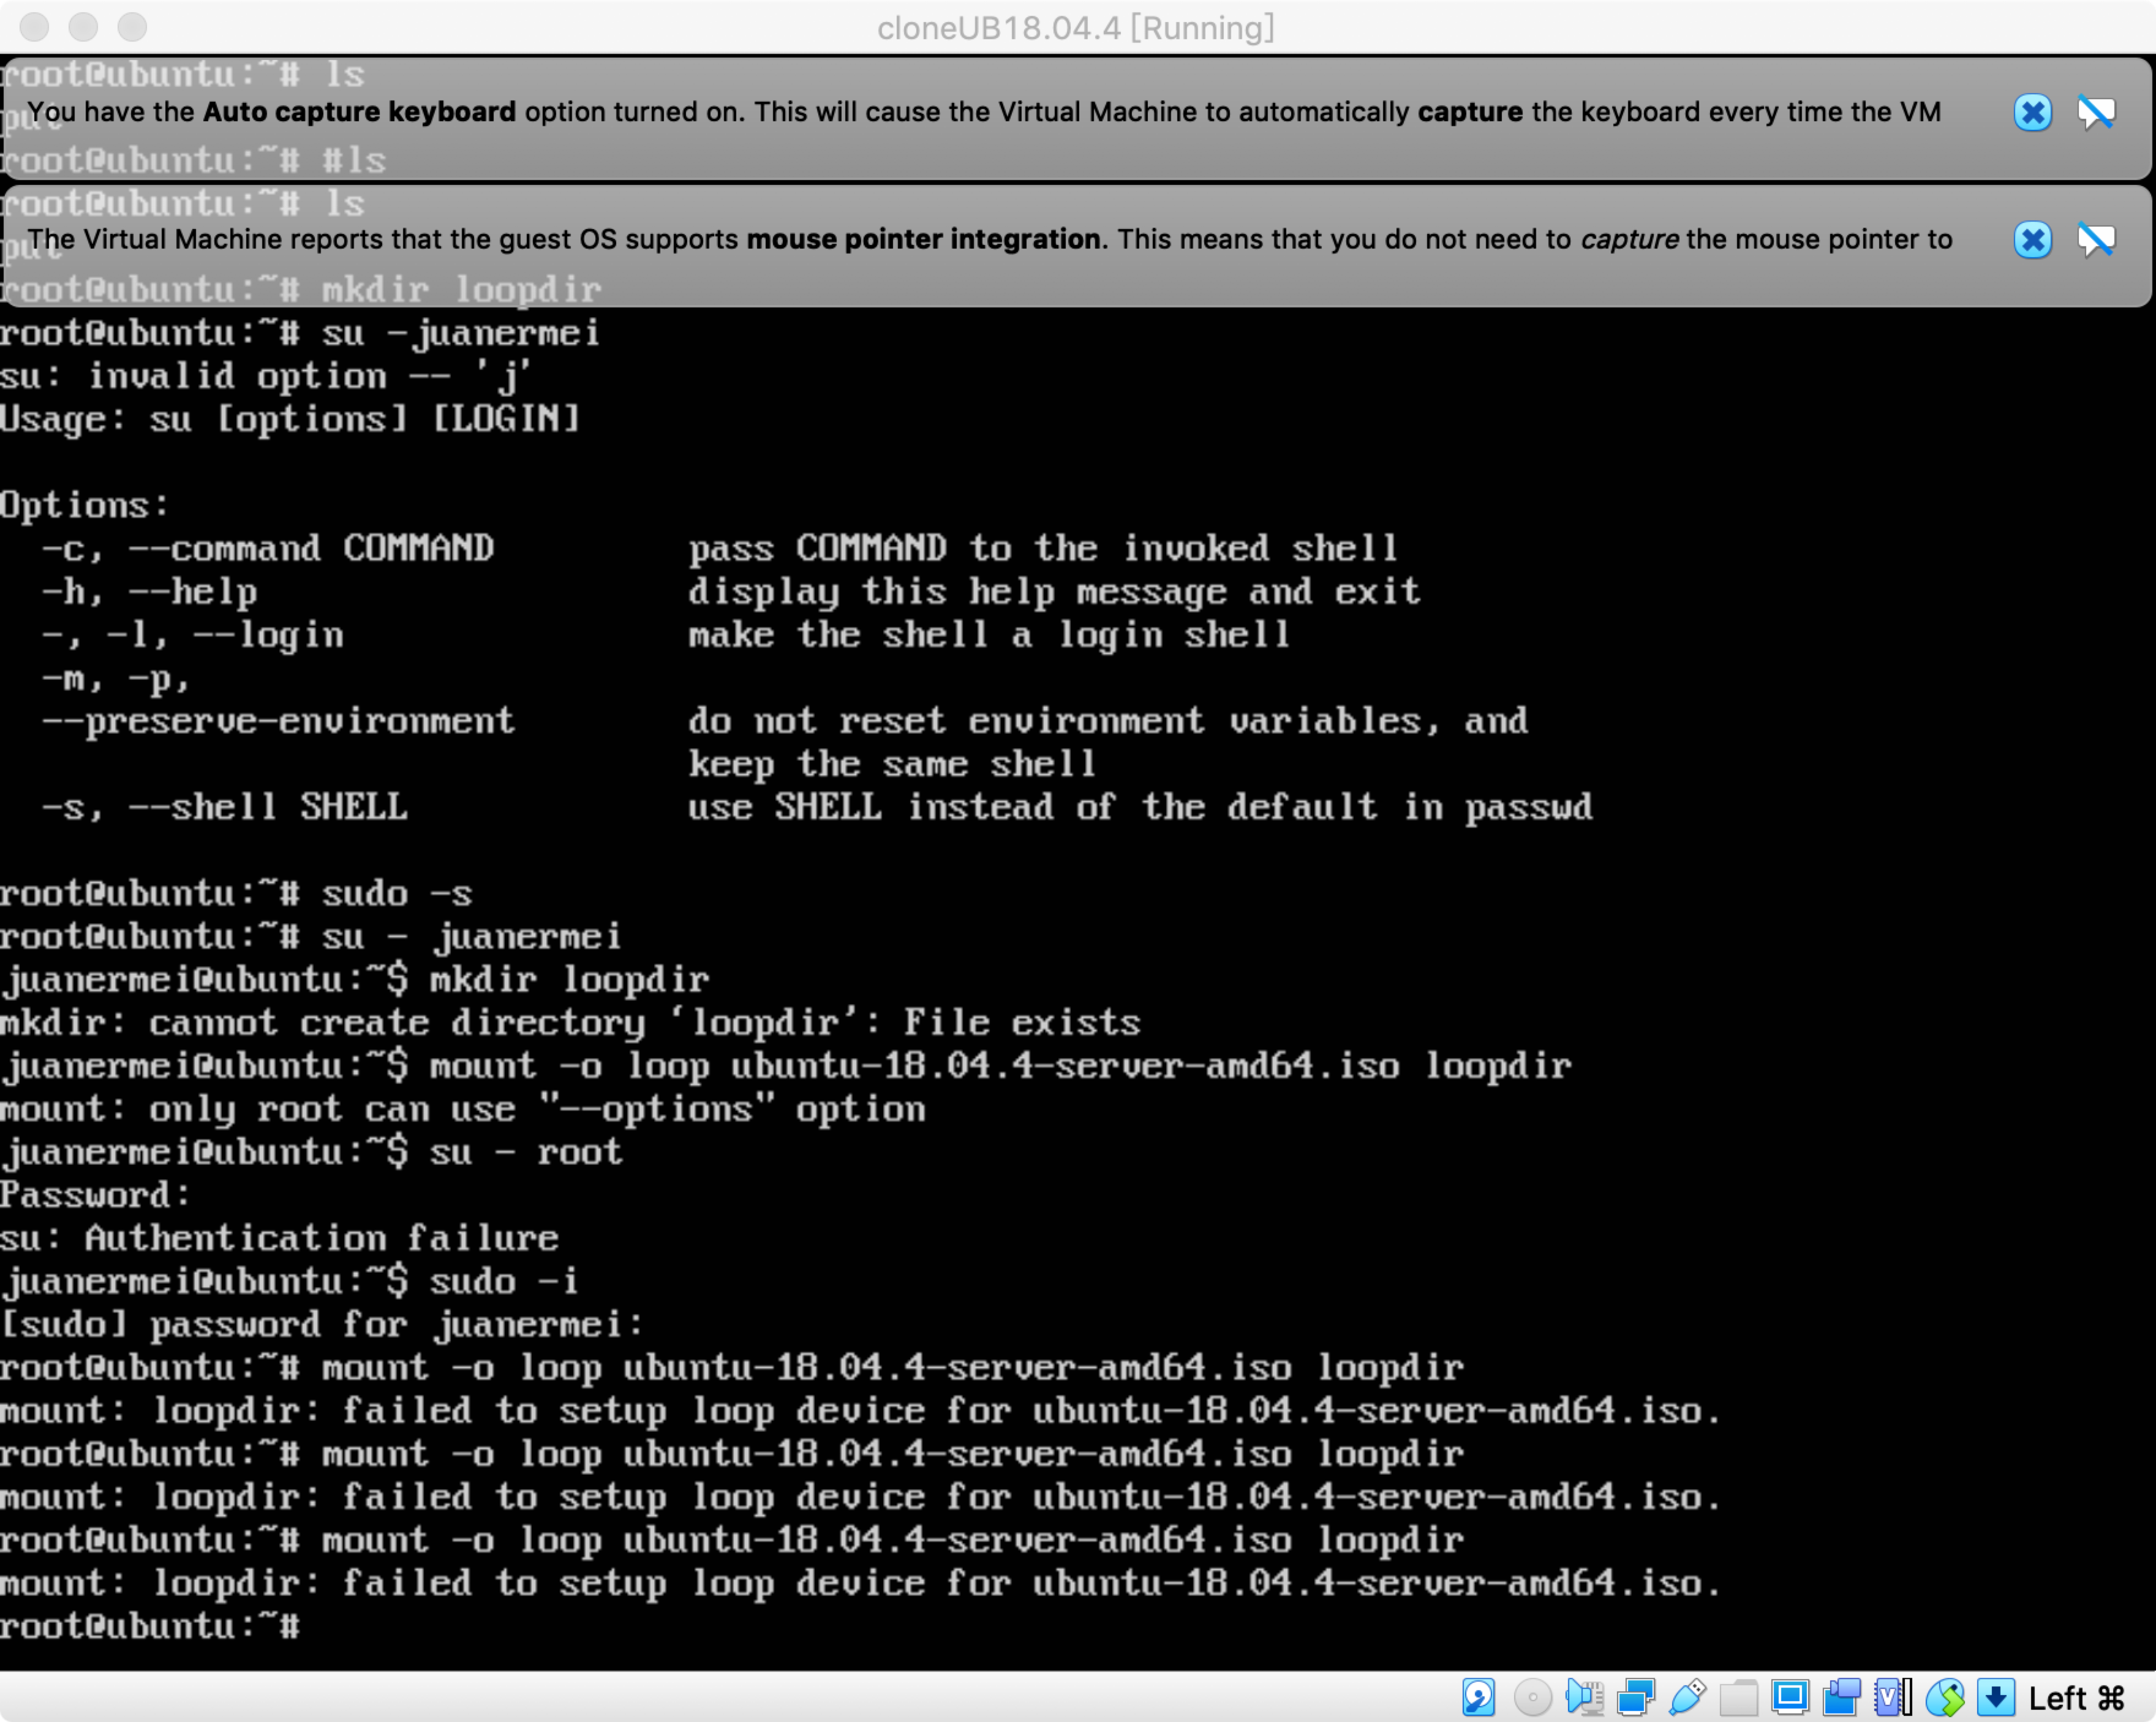 cloneUB18.04.4 [Running]
root@ubuntu:~# ls
You have the Auto capture keyboard option turned on. This will cause the Virtual Machine to automatically capture the keyboard every time the VM
put
root@ubuntu:~# #ls
root@ubuntu:~# ls
The Virtual Machine reports that the guest OS supports mouse pointer integration. This means that you do not need to capture the mouse pointer to
put
root@ubuntu:~# mkdir loopdir
root@ubuntu:~# su -juanermei
su: invalid option -- 'j'
Usage: su [options] [LOGIN]
Options:
-c, --command COMMAND pass COMMAND to the invoked shell
-h, --help display this help message and exit
-, -l, --login make the shell a login shell
-m, -p,
--preserve-environment do not reset environment variables, and
keep the same shell
-s, --shell SHELL use SHELL instead of the default in passwd
root@ubuntu:~# sudo -s
root@ubuntu:~# su - juanermei
juanermei@ubuntu:~$ mkdir loopdir
mkdir: cannot create directory ‘loopdir’: File exists
juanermei@ubuntu:~$ mount -o loop ubuntu-18.04.4-server-amd64.iso loopdir
mount: only root can use "--options" option
juanermei@ubuntu:~$ su - root
Password:
su: Authentication failure
juanermei@ubuntu:~$ sudo -i
[sudo] password for juanermei:
root@ubuntu:~# mount -o loop ubuntu-18.04.4-server-amd64.iso loopdir
mount: loopdir: failed to setup loop device for ubuntu-18.04.4-server-amd64.iso.
root@ubuntu:~# mount -o loop ubuntu-18.04.4-server-amd64.iso loopdir
mount: loopdir: failed to setup loop device for ubuntu-18.04.4-server-amd64.iso.
root@ubuntu:~# mount -o loop ubuntu-18.04.4-server-amd64.iso loopdir
mount: loopdir: failed to setup loop device for ubuntu-18.04.4-server-amd64.iso.
root@ubuntu:~#
Left ⌘